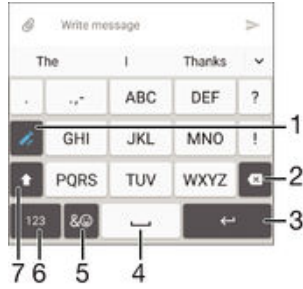 Write message
The I Thanks
. .,- ABC DEF ?
GHI JKL MNO ! 1
PQRS TUV WXYZ 2
123 &☺ 3
7 6 5 4